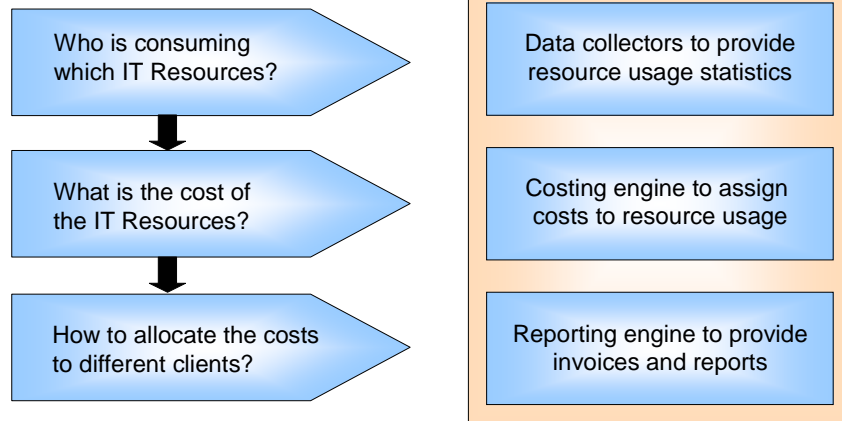 Who is consuming
which IT Resources?
Data collectors to provide
resource usage statistics
What is the cost of
the IT Resources?
Costing engine to assign
costs to resource usage
How to allocate the costs
to different clients?
Reporting engine to provide
invoices and reports